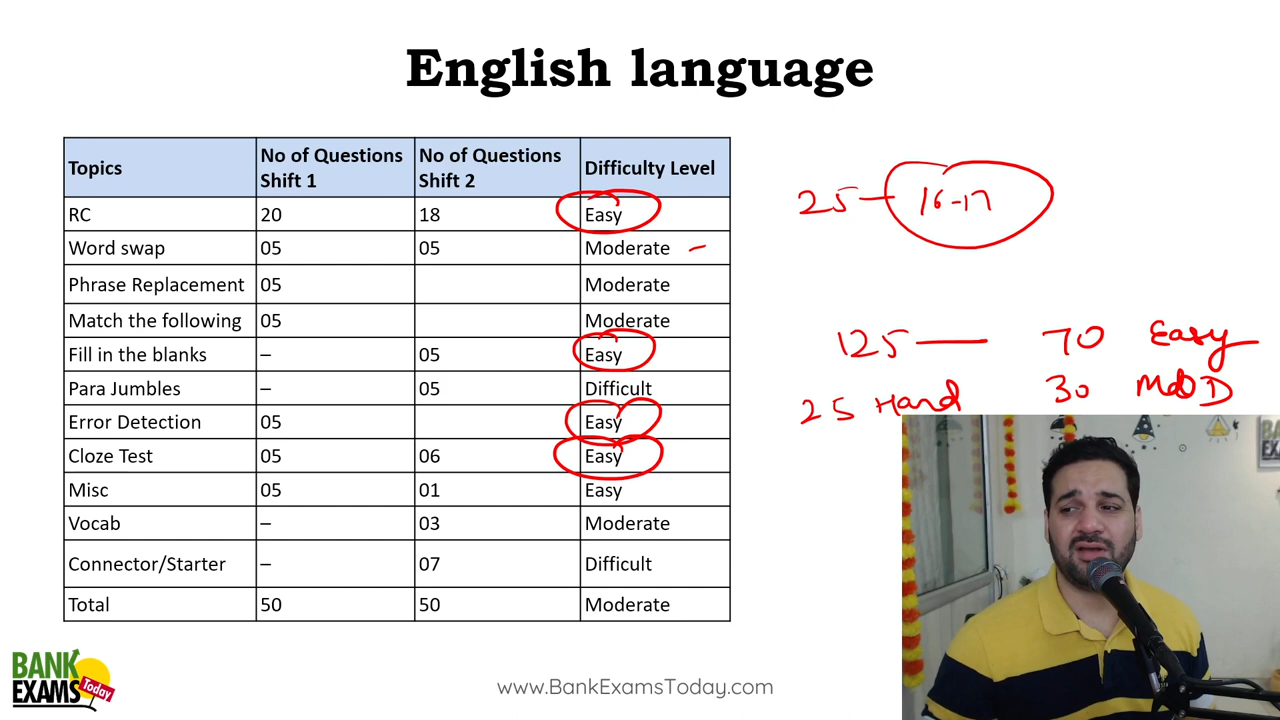 English language
Topics No of Questions Shift 1 No of Questions Shift 2 Difficulty Level
RC 20 18 Easy
Word swap 05 05 Moderate
Phrase Replacement 05 Moderate
Match the following 05 Moderate
Fill in the blanks – 05 Easy
Para Jumbles – 05 Difficult
Error Detection 05 Easy
Cloze Test 05 06 Easy
Misc 05 01 Easy
Vocab – 03 Moderate
Connector/Starter – 07 Difficult
Total 50 50 Moderate
25 – 16-17
125 — 70 Easy
25 Hard 30 MOD
BANK
EXAMS
Today
www.BankExamsToday.com